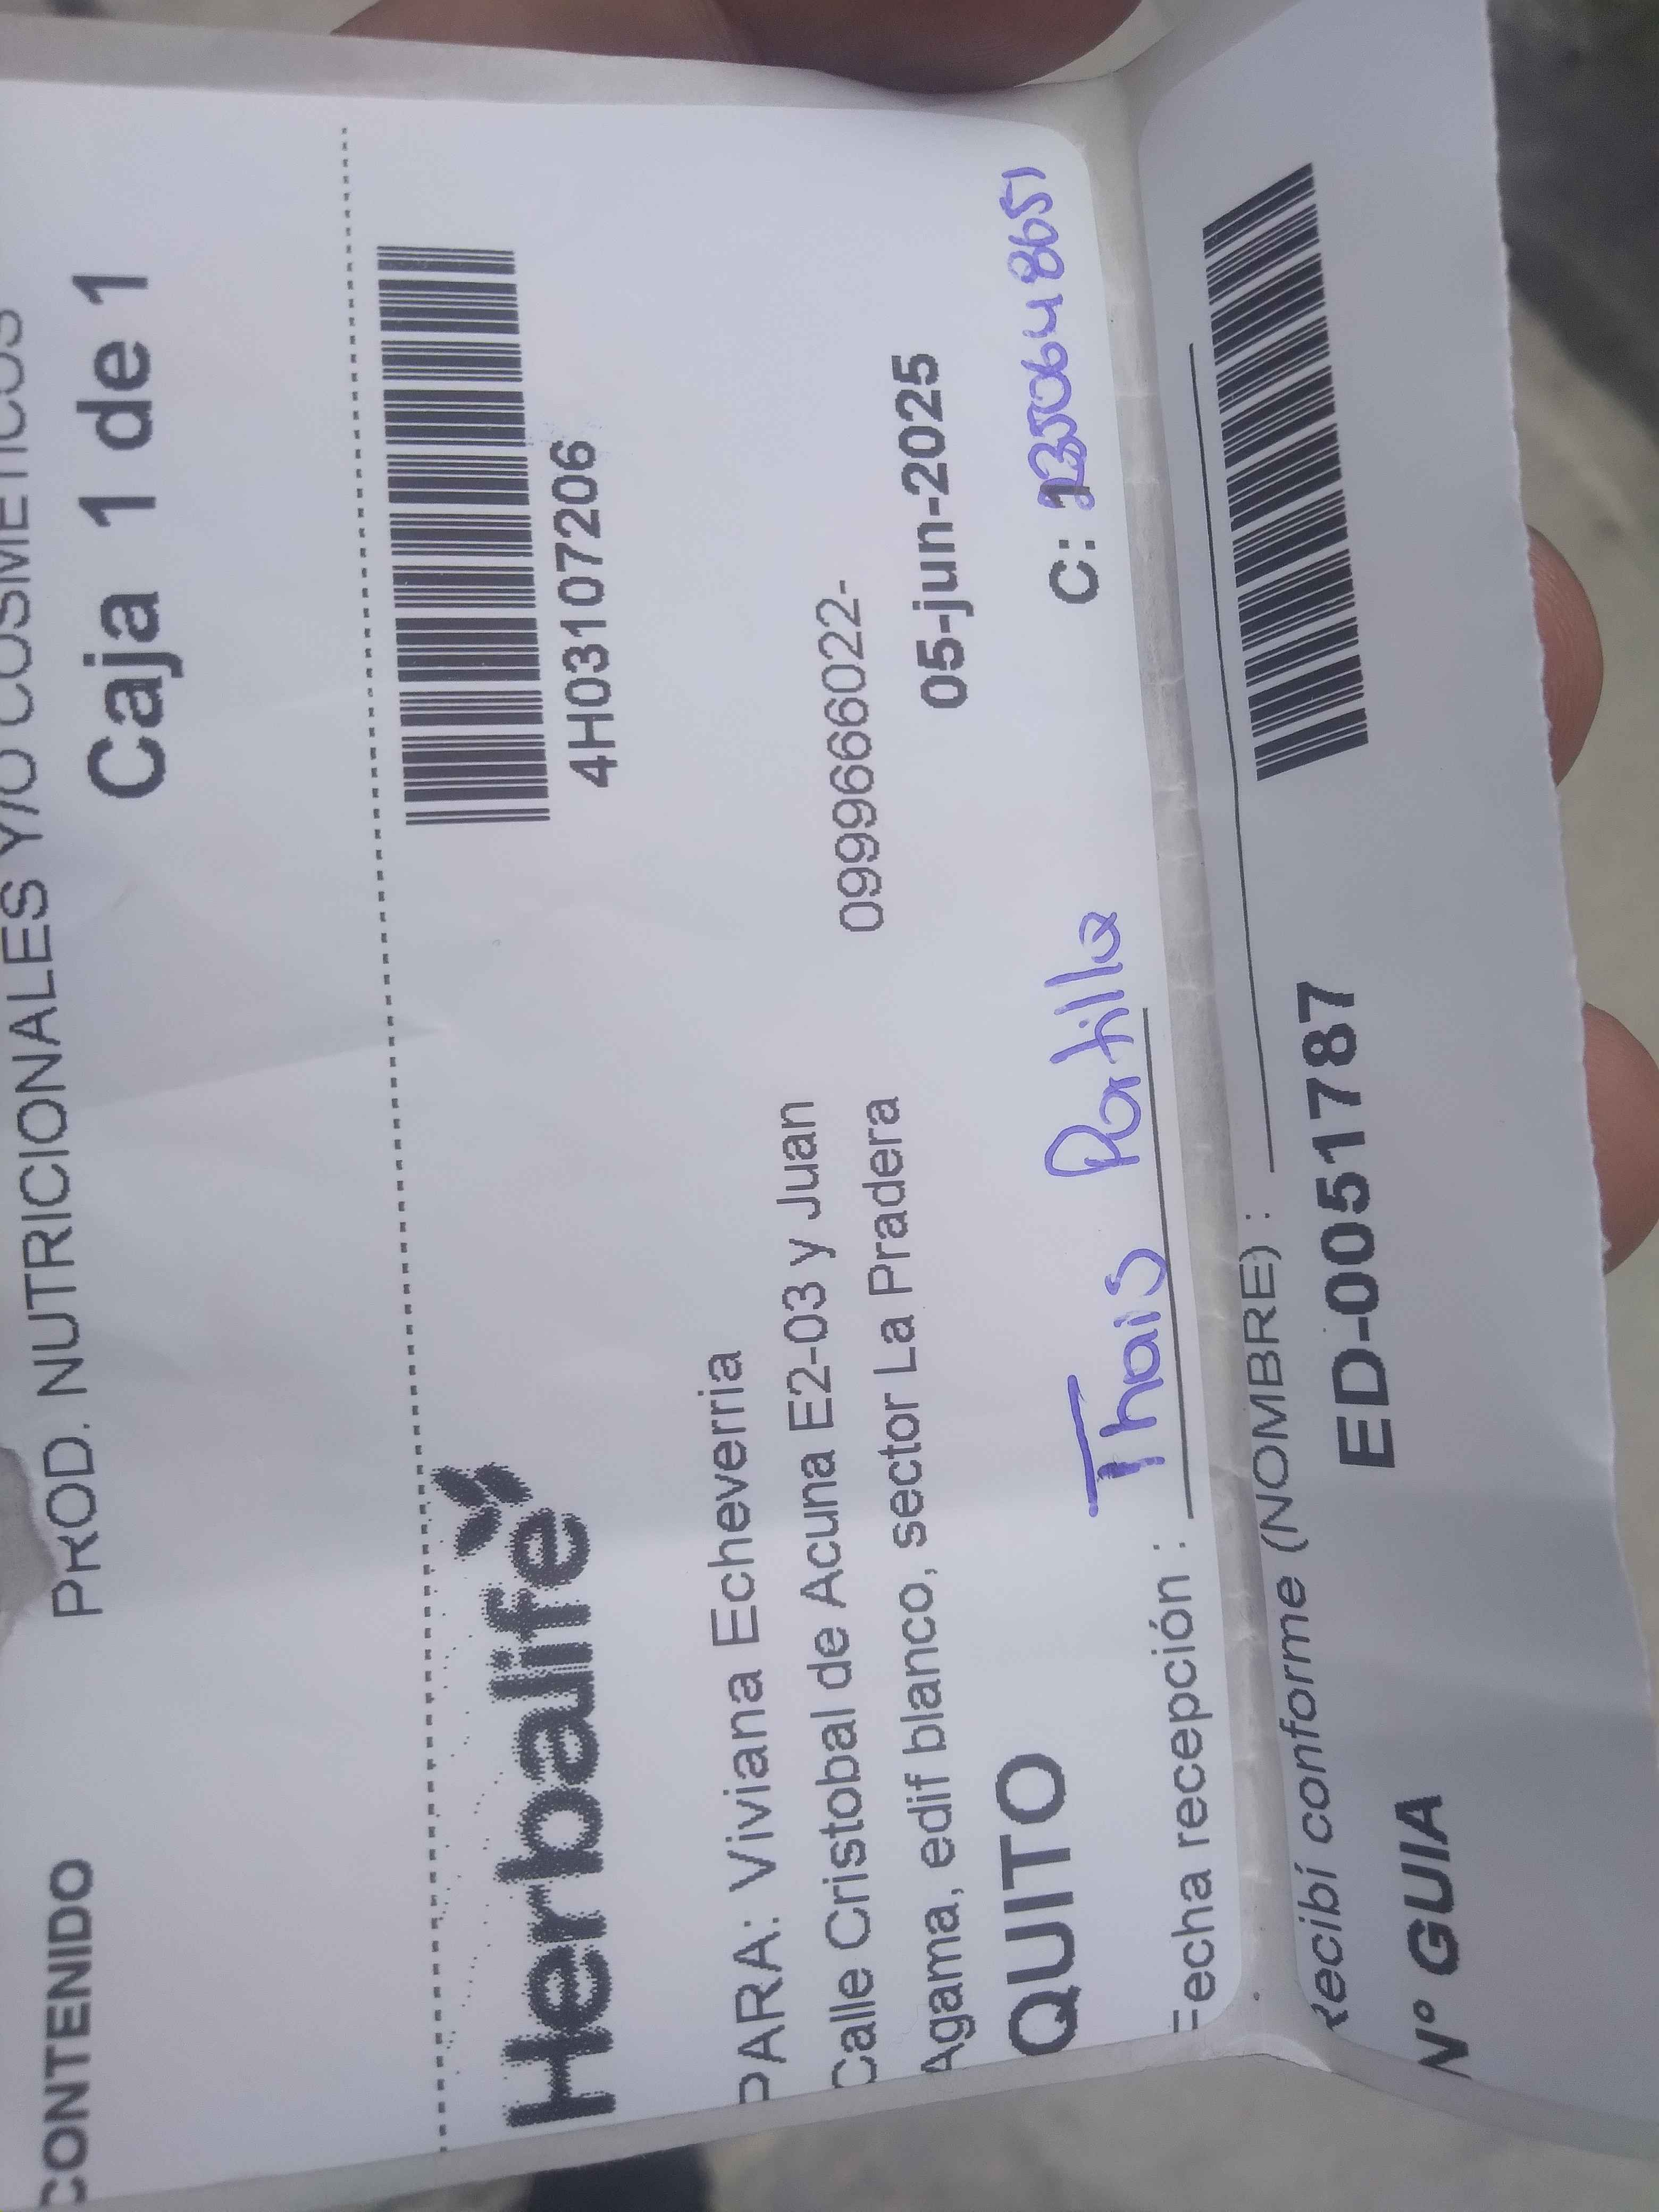 CONTENIDO PROD. NUTRICIONALES Y/O COSMETICOS
Caja 1 de 1
Herbalife
4H03107206
PARA: Viviana Echeverria
Calle Cristobal de Acuna E2-03 y Juan
Agama, edif blanco, sector La Pradera
0999666022-
QUITO
05-jun-2025
Fecha recepción : Thais Portilla C:
Recibí conforme (NOMBRE) :
N° GUIA ED-0051787